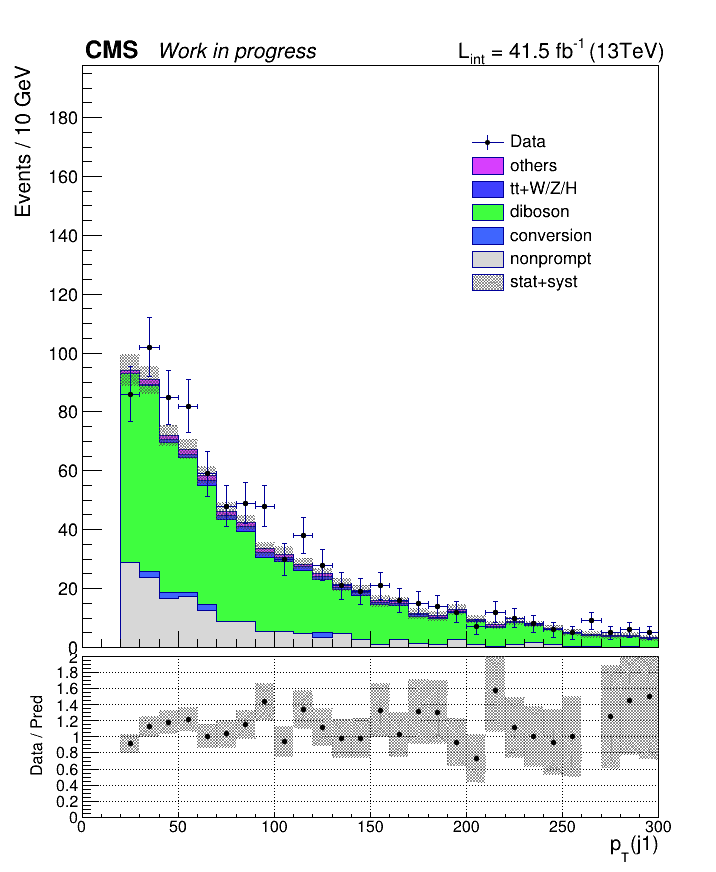 CMS Work in progress L_int = 41.5 fb^-1 (13TeV)
Events / 10 GeV
180
160
140
120
100
80
60
40
20
0
Data
others
tt+W/Z/H
diboson
conversion
nonprompt
stat+syst
Data / Pred
2
1.8
1.6
1.4
1.2
1
0.8
0.6
0.4
0.2
0
0 50 100 150 200 250 300
p_T(j1)